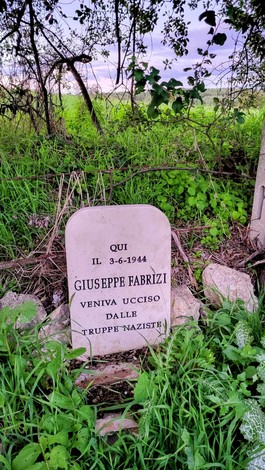 QUI
IL 3-6-1944
GIUSEPPE FABRIZI
VENIVA UCCISO
DALLE
TRUPPE NAZISTE